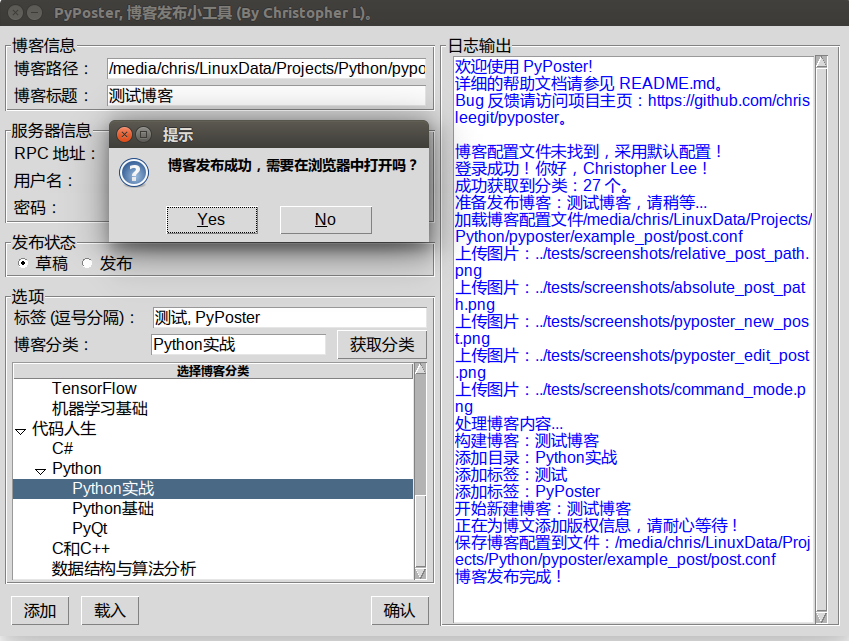 PyPoster, 博客发布小工具 (By Christopher L)。
博客信息
博客路径：
/media/chris/LinuxData/Projects/Python/pypo
博客标题：
测试博客
服务器信息
RPC 地址：
用户名：
密码：
提示
博客发布成功，需要在浏览器中打开吗？
Yes
No
发布状态
草稿
发布
选项
标签 (逗号分隔)：
测试, PyPoster
博客分类：
Python实战
获取分类
选择博客分类
TensorFlow
机器学习基础
代码人生
C#
Python
Python实战
Python基础
PyQt
C和C++
数据结构与算法分析
添加
载入
确认
日志输出
欢迎使用 PyPoster!
详细的帮助文档请参见 README.md。
Bug 反馈请访问项目主页：https://github.com/chris
leegit/pyposter。
博客配置文件未找到，采用默认配置！
登录成功！你好，Christopher Lee！
成功获取到分类：27 个。
准备发布博客：测试博客，请稍等...
加载博客配置文件/media/chris/LinuxData/Projects/
Python/pyposter/example_post/post.conf
上传图片：../tests/screenshots/relative_post_path.
png
上传图片：../tests/screenshots/absolute_post_pat
h.png
上传图片：../tests/screenshots/pyposter_new_pos
t.png
上传图片：../tests/screenshots/pyposter_edit_post
.png
上传图片：../tests/screenshots/command_mode.p
ng
处理博客内容...
构建博客：测试博客
添加目录：Python实战
添加标签：测试
添加标签：PyPoster
开始新建博客：测试博客
正在为博文添加版权信息，请耐心等待！
保存博客配置到文件：/media/chris/LinuxData/Proj
ects/Python/pyposter/example_post/post.conf
博客发布完成！